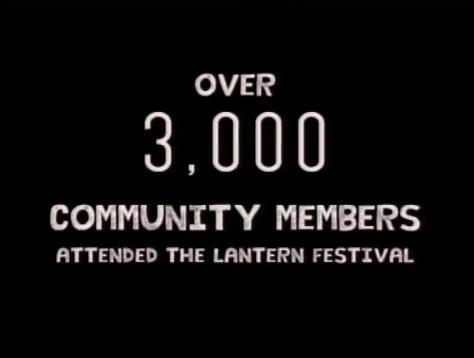 OVER
3,000
COMMUNITY MEMBERS
ATTENDED THE LANTERN FESTIVAL